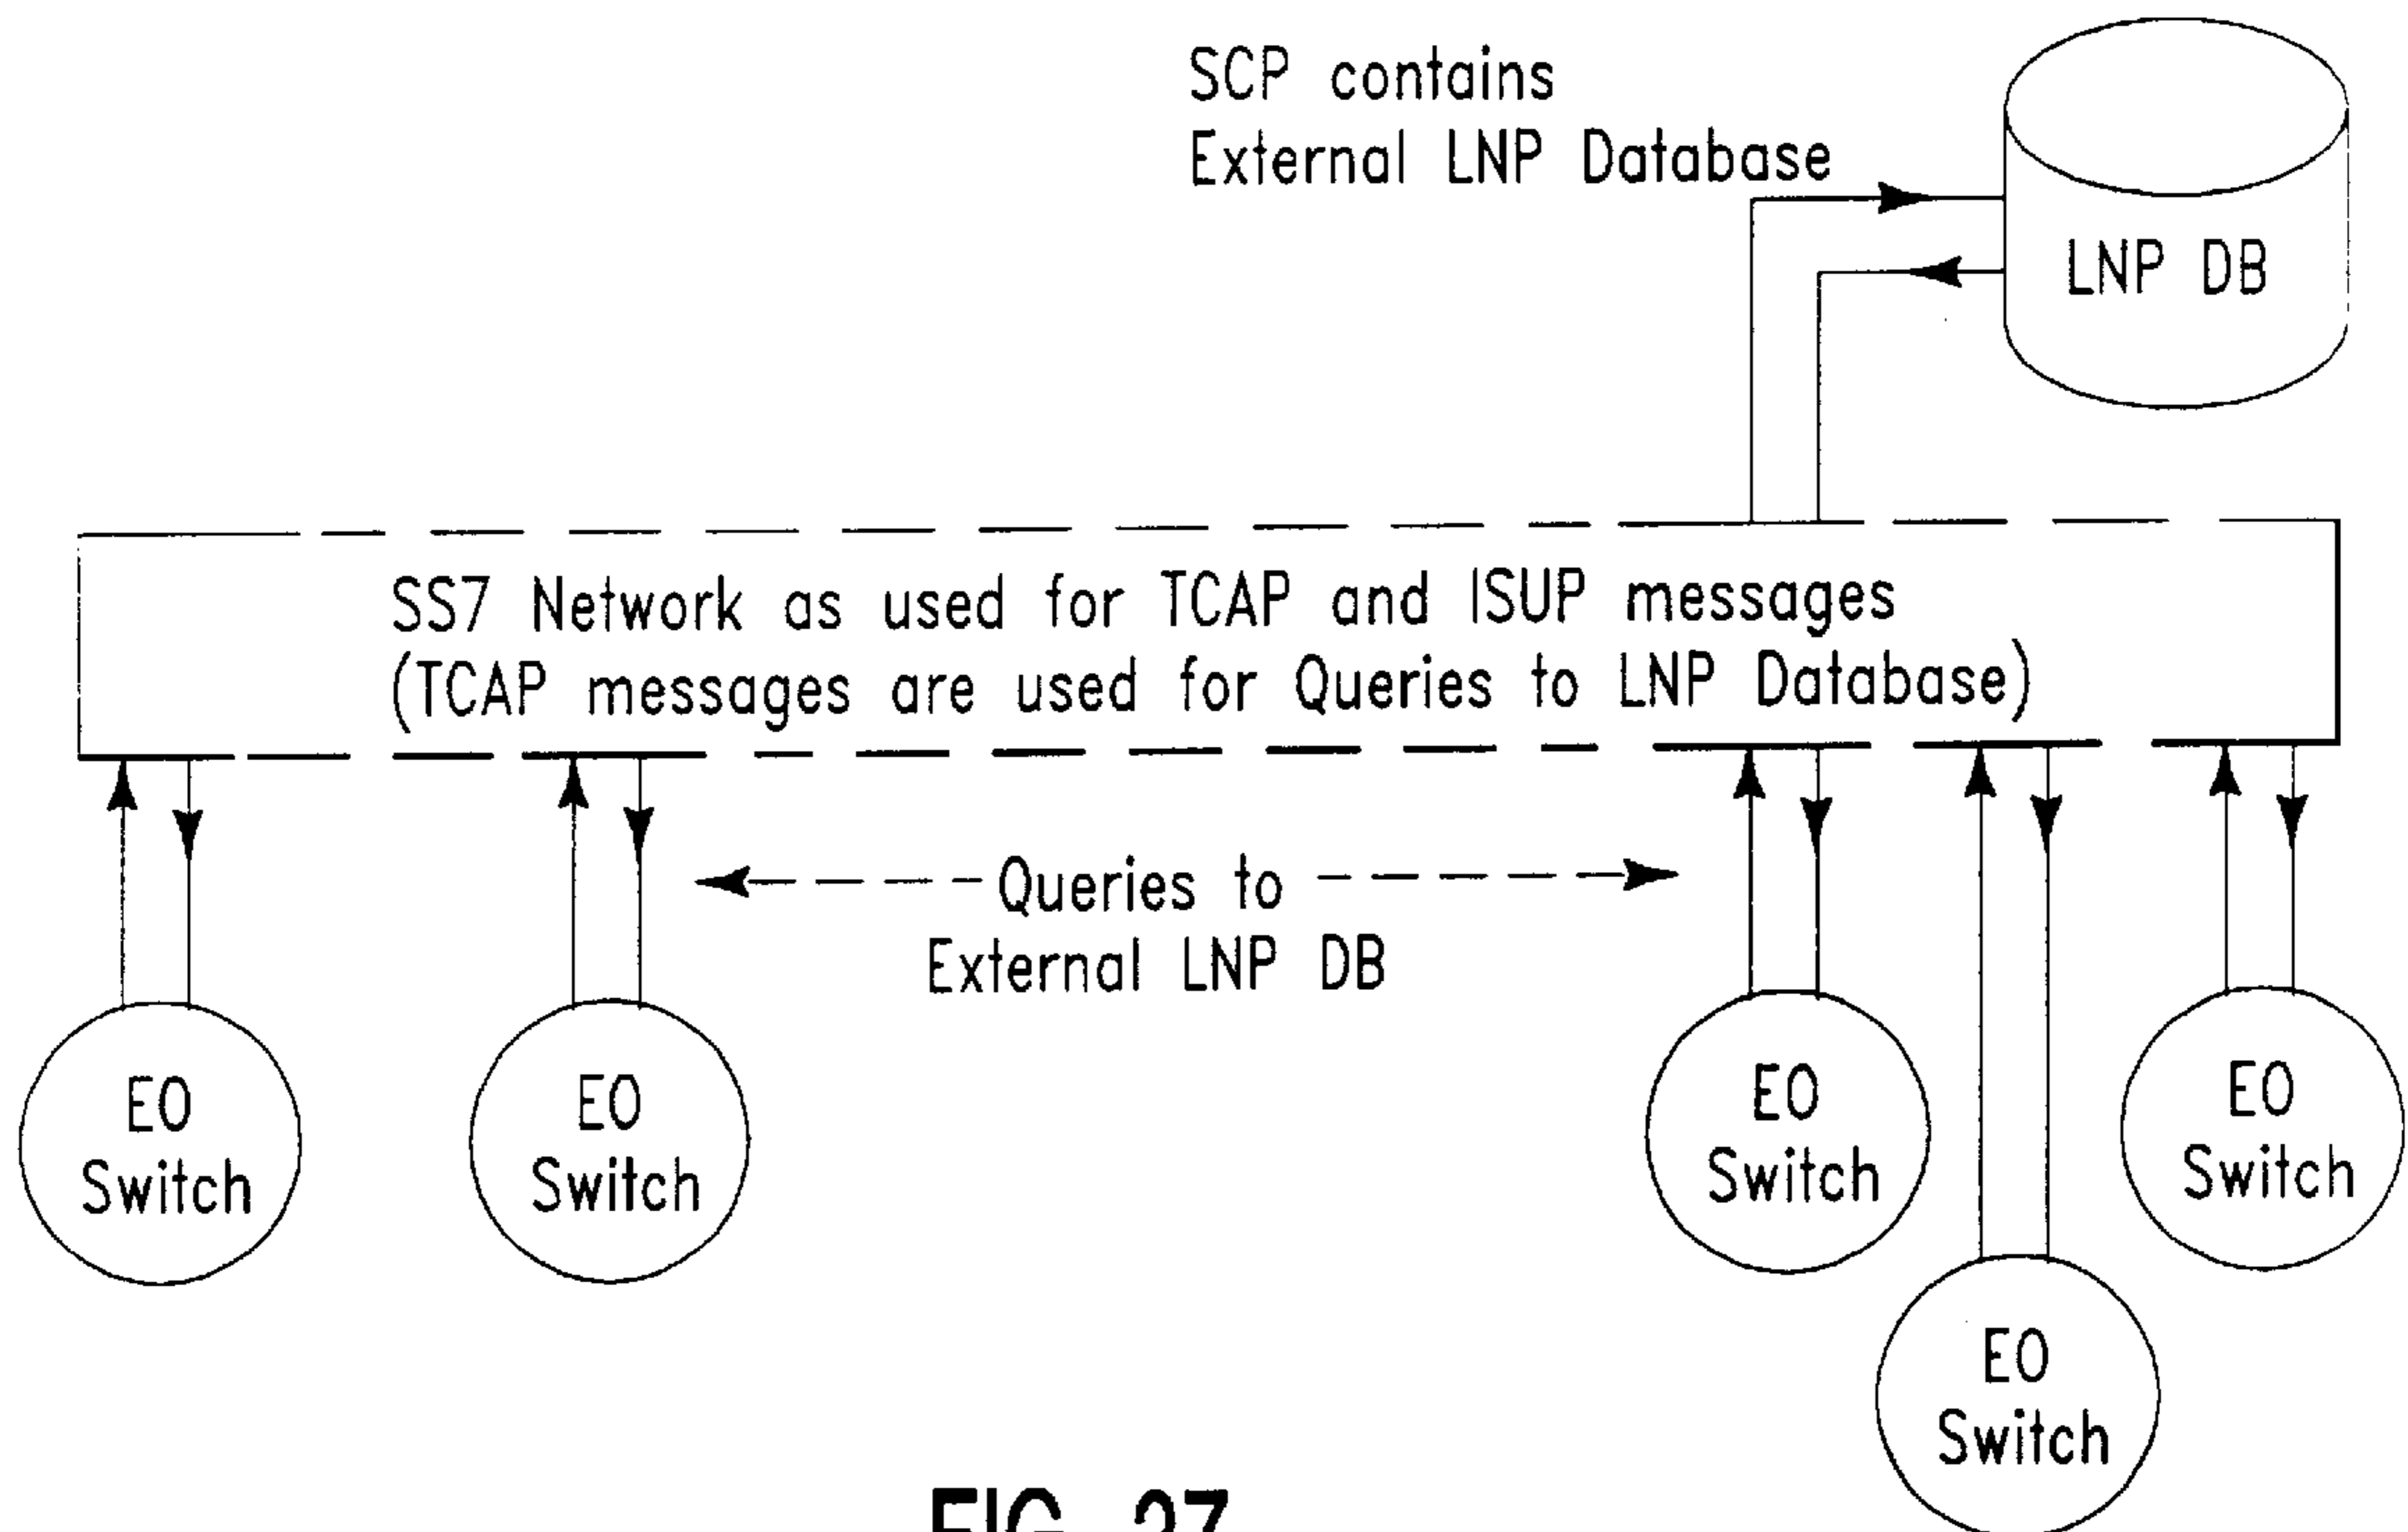 SCP contains
External LNP Database
LNP DB
SS7 Network as used for TCAP and ISUP messages
(TCAP messages are used for Queries to LNP Database)
Queries to
External LNP DB
EO
Switch
EO
Switch
EO
Switch
EO
Switch
EO
Switch
FIG. 27